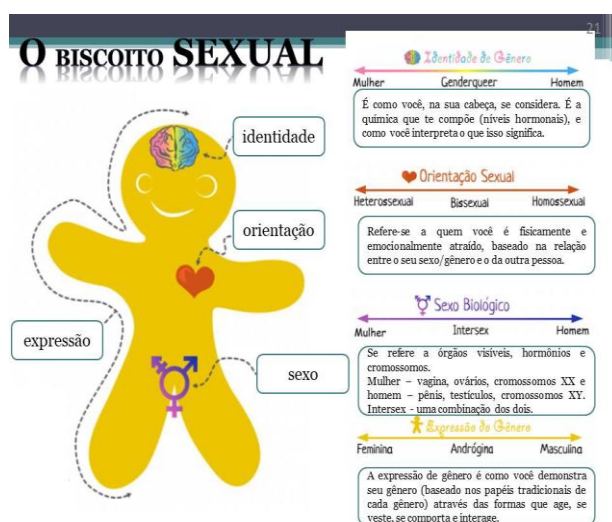 21
O BISCOITO SEXUAL
identidade
orientação
expressão
sexo
Identidade de Gênero
Mulher Genderqueer Homem
É como você, na sua cabeça, se considera. É a
química que te compõe (níveis hormonais), e
como você interpreta o que isso significa.
Orientação Sexual
Heterossexual Bissexual Homossexual
Refere-se a quem você é fisicamente e
emocionalmente atraído, baseado na relação
entre o seu sexo/gênero e o da outra pessoa.
Sexo Biológico
Mulher Intersex Homem
Se refere a órgãos visíveis, hormônios e
cromossomos.
Mulher – vagina, ovários, cromossomos XX e
homem – pênis, testículos, cromossomos XY.
Intersex - uma combinação dos dois.
Expressão de Gênero
Feminina Andrógina Masculina
A expressão de gênero é como você demonstra
seu gênero (baseado nos papéis tradicionais de
cada gênero) através das formas que age, se
veste, se comporta e interage.